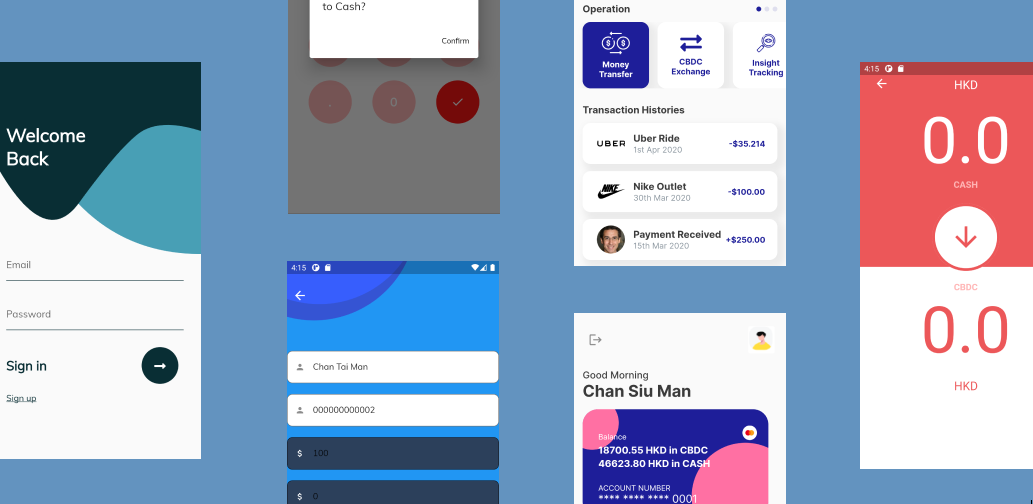 Welcome
Back
Email
Password
Sign in
Sign up
to Cash?
Confirm
.
0
4:15
Chan Tai Man
000000000002
$ 100
$ 0
Operation
Money
Transfer
CBDC
Exchange
Insight
Tracking
Transaction Histories
UBER
Uber Ride
1st Apr 2020
-$35.214
NIKE
Nike Outlet
30th Mar 2020
-$100.00
Payment Received
15th Mar 2020
+$250.00
Good Morning
Chan Siu Man
Balance
18700.55 HKD in CBDC
46623.80 HKD in CASH
ACCOUNT NUMBER
**** **** **** 0001
4:15
HKD
0.0
CASH
CBDC
0.0
HKD